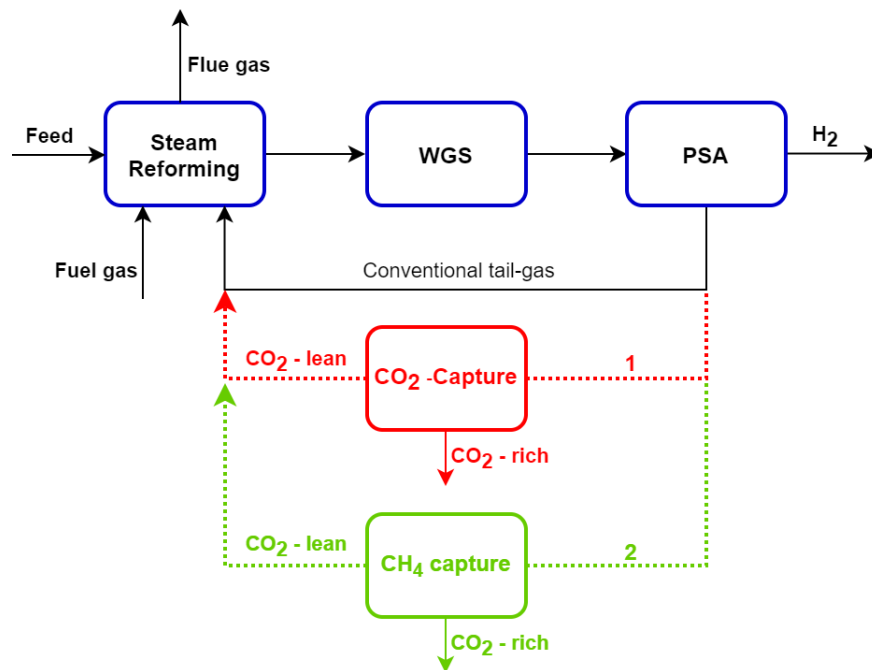 Flue gas
Feed
Steam
Reforming
WGS
PSA
H₂
Fuel gas
Conventional tail-gas
CO₂ - lean
CO₂ -Capture
1
CO₂ - rich
CO₂ - lean
CH₄ capture
2
CO₂ - rich